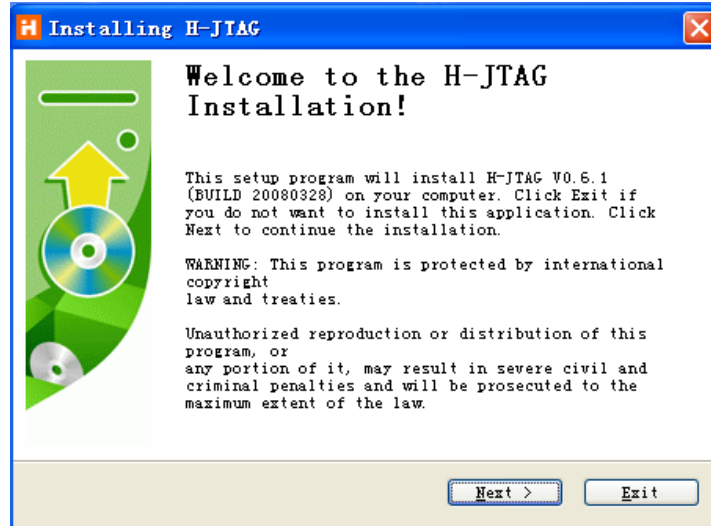 H Installing H-JTAG
Welcome to the H-JTAG
Installation!
This setup program will install H-JTAG V0.6.1
(BUILD 20080328) on your computer. Click Exit if
you do not want to install this application. Click
Next to continue the installation.
WARNING: This program is protected by international
copyright
law and treaties.
Unauthorized reproduction or distribution of this
program, or
any portion of it, may result in severe civil and
criminal penalties and will be prosecuted to the
maximum extent of the law.
Next >
Exit